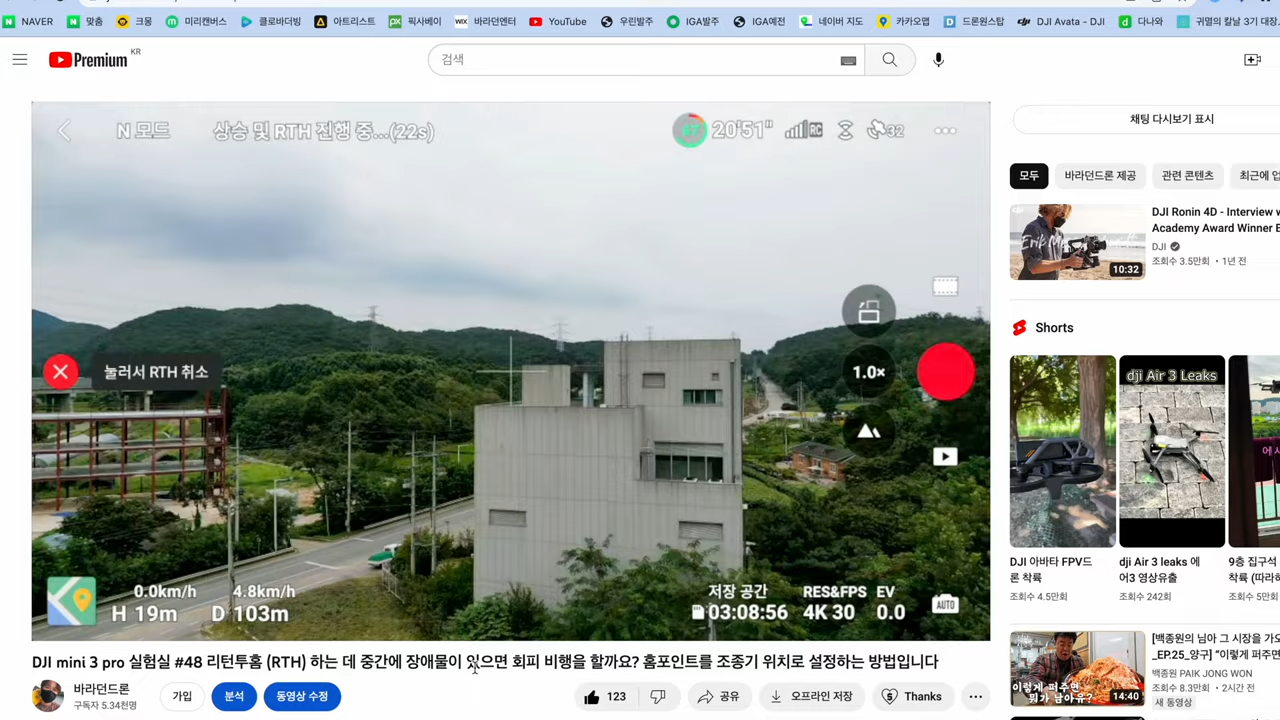 NAVER
맞춤
크몽
미리캔버스
클로바더빙
아트리스트
픽사베이
WIX 바라던엔터
YouTube
우린발주
IGA발주
IGA예전
네이버 지도
카카오맵
드론원스탑
DJI Avata - DJI
다나와
귀멸의 칼날 3기 대장
Premium KR
검색
N 모드
상승 및 RTH 진행 중...(22s)
67
20'51"
RC
32
눌러서 RTH 취소
1.0×
AUTO
0.0km/h
4.8km/h
H 19m
D 103m
저장 공간
03:08:56
RES&FPS
4K 30
EV
0.0
DJI mini 3 pro 실험실 #48 리턴투홈 (RTH) 하는 데 중간에 장애물이 있으면 회피 비행을 할까요? 홈포인트를 조종기 위치로 설정하는 방법입니다
바라던드론
구독자 5.34천명
가입
분석
동영상 수정
123
공유
오프라인 저장
Thanks
채팅 다시보기 표시
모두
바라던드론 제공
관련 콘텐츠
최근에 업
10:32
DJI Ronin 4D - Interview w
Academy Award Winner E
DJI
조회수 3.5만회 • 1년 전
Shorts
dji Air 3 Leaks
에 사
DJI 아바타 FPV드
론 착륙
조회수 4.5만회
dji Air 3 leaks 에
어3 영상유출
조회수 242회
9층 집구석
착륙 (따라하
조회수 5만회
이렇게 퍼주면
뭐가 남아유?
14:40
[백종원의 님아 그 시장을 가오
_EP.25_양구] "이렇게 퍼주면
백종원 PAIK JONG WON
조회수 8.3만회 • 2시간 전
새 동영상